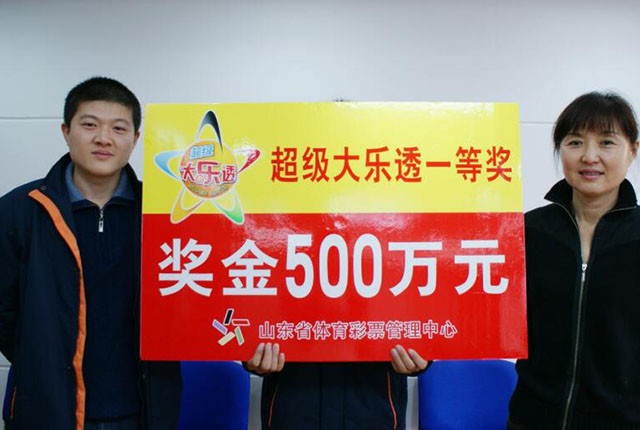 超级
大乐透
超级大乐透一等奖
奖金500万元
山东省体育彩票管理中心